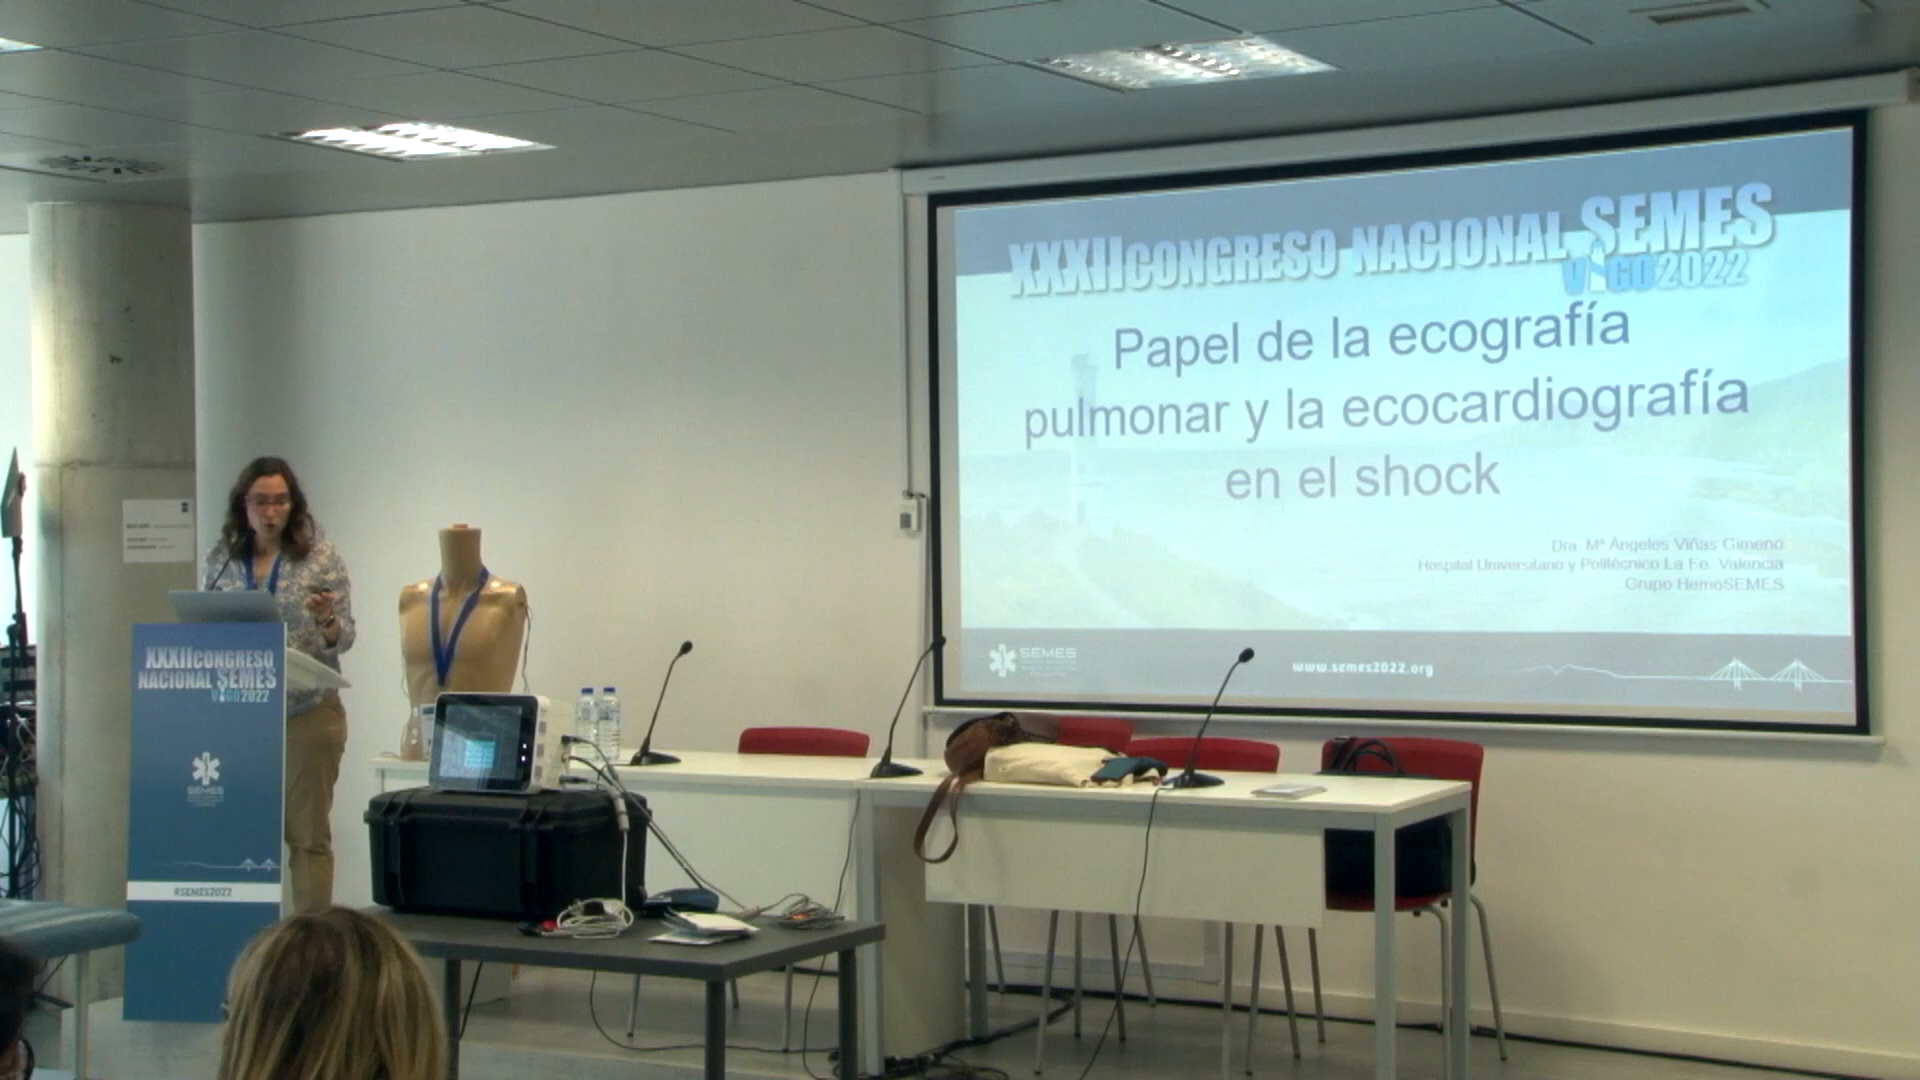 XXXII CONGRESO NACIONAL SEMES
VIGO 2022
Papel de la ecografía
pulmonar y la ecocardiografía
en el shock
Dra. Mª Ángeles Viñas Gimeno
Hospital Universitario y Politécnico La Fe. Valencia
Grupo HemoSEMES
SEMES
www.semes2022.org
XXXII CONGRESO
NACIONAL SEMES
VIGO 2022
SEMES
#SEMES2022